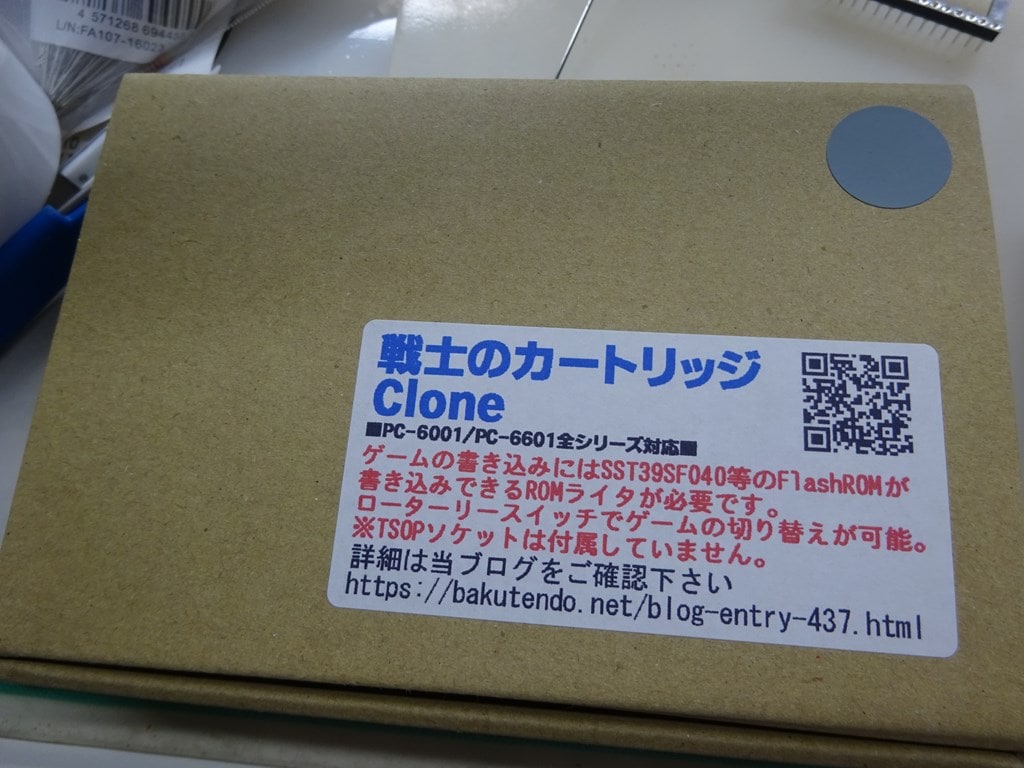 4 571268 694
L/N:FA107-16023
戦士のカートリッジ
Clone
■PC-6001/PC-6601全シリーズ対応■
ゲームの書き込みにはSST39SF040等のFlashROMが
書き込みできるROMライタが必要です。
ローターリースイッチでゲームの切り替えが可能。
※TSOPソケットは付属していません。
詳細は当ブログをご確認下さい
https://bakutendo.net/blog-entry-437.html